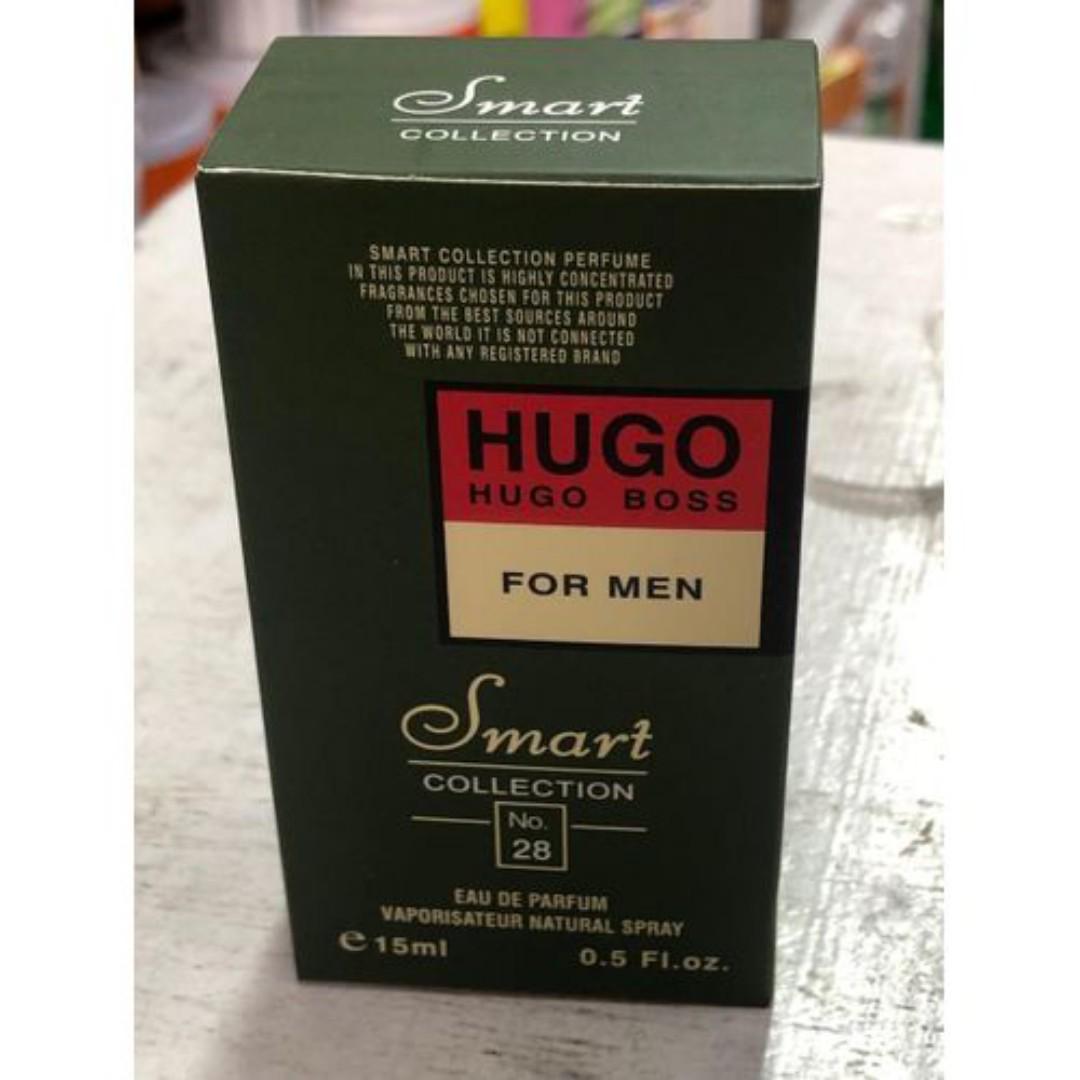 Smart
COLLECTION
SMART COLLECTION PERFUME
IN THIS PRODUCT IS HIGHLY CONCENTRATED
FRAGRANCES CHOSEN FOR THIS PRODUCT
FROM THE BEST SOURCES AROUND
THE WORLD IT IS NOT CONNECTED
WITH ANY REGISTERED BRAND
HUGO
HUGO BOSS
FOR MEN
Smart
COLLECTION
No.
28
EAU DE PARFUM
VAPORISATEUR NATURAL SPRAY
e 15ml 0.5 Fl.oz.